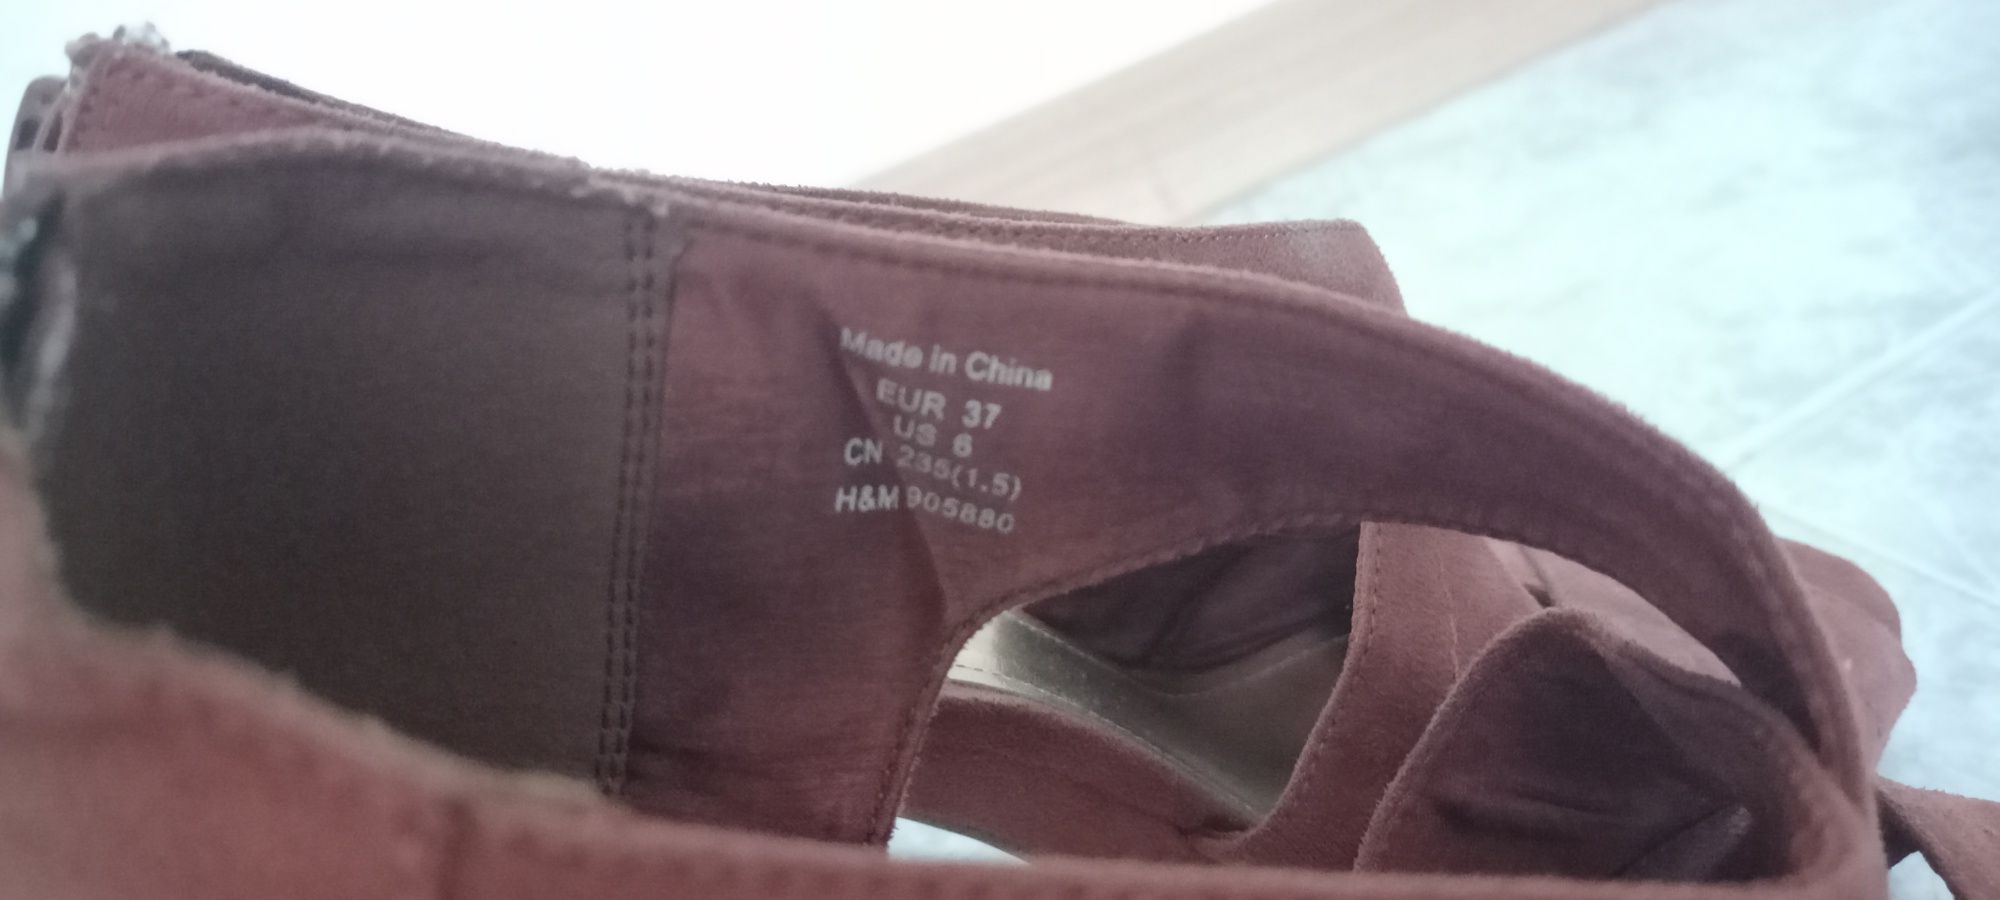 Made in China
EUR 37
US 6
CN 235(1.5)
H&M 905880